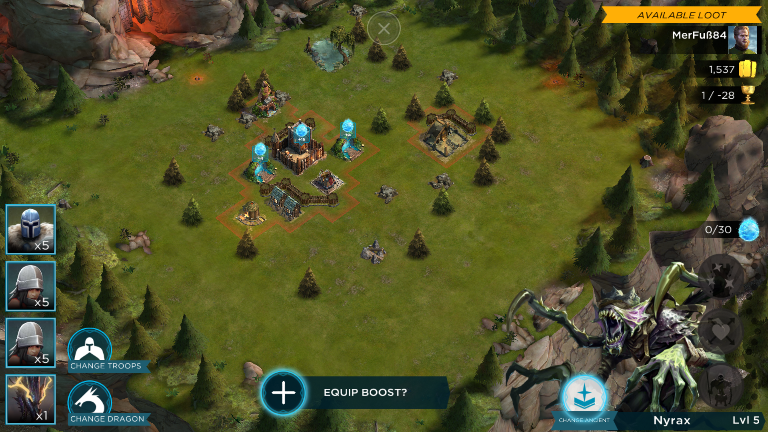 AVAILABLE LOOT
MerFuß84
1,537
1 / -28
0/30
x5
x5
x5
x1
CHANGE TROOPS
CHANGE DRAGON
EQUIP BOOST?
CHANGE ANCIENT
Nyrax
Lvl 5